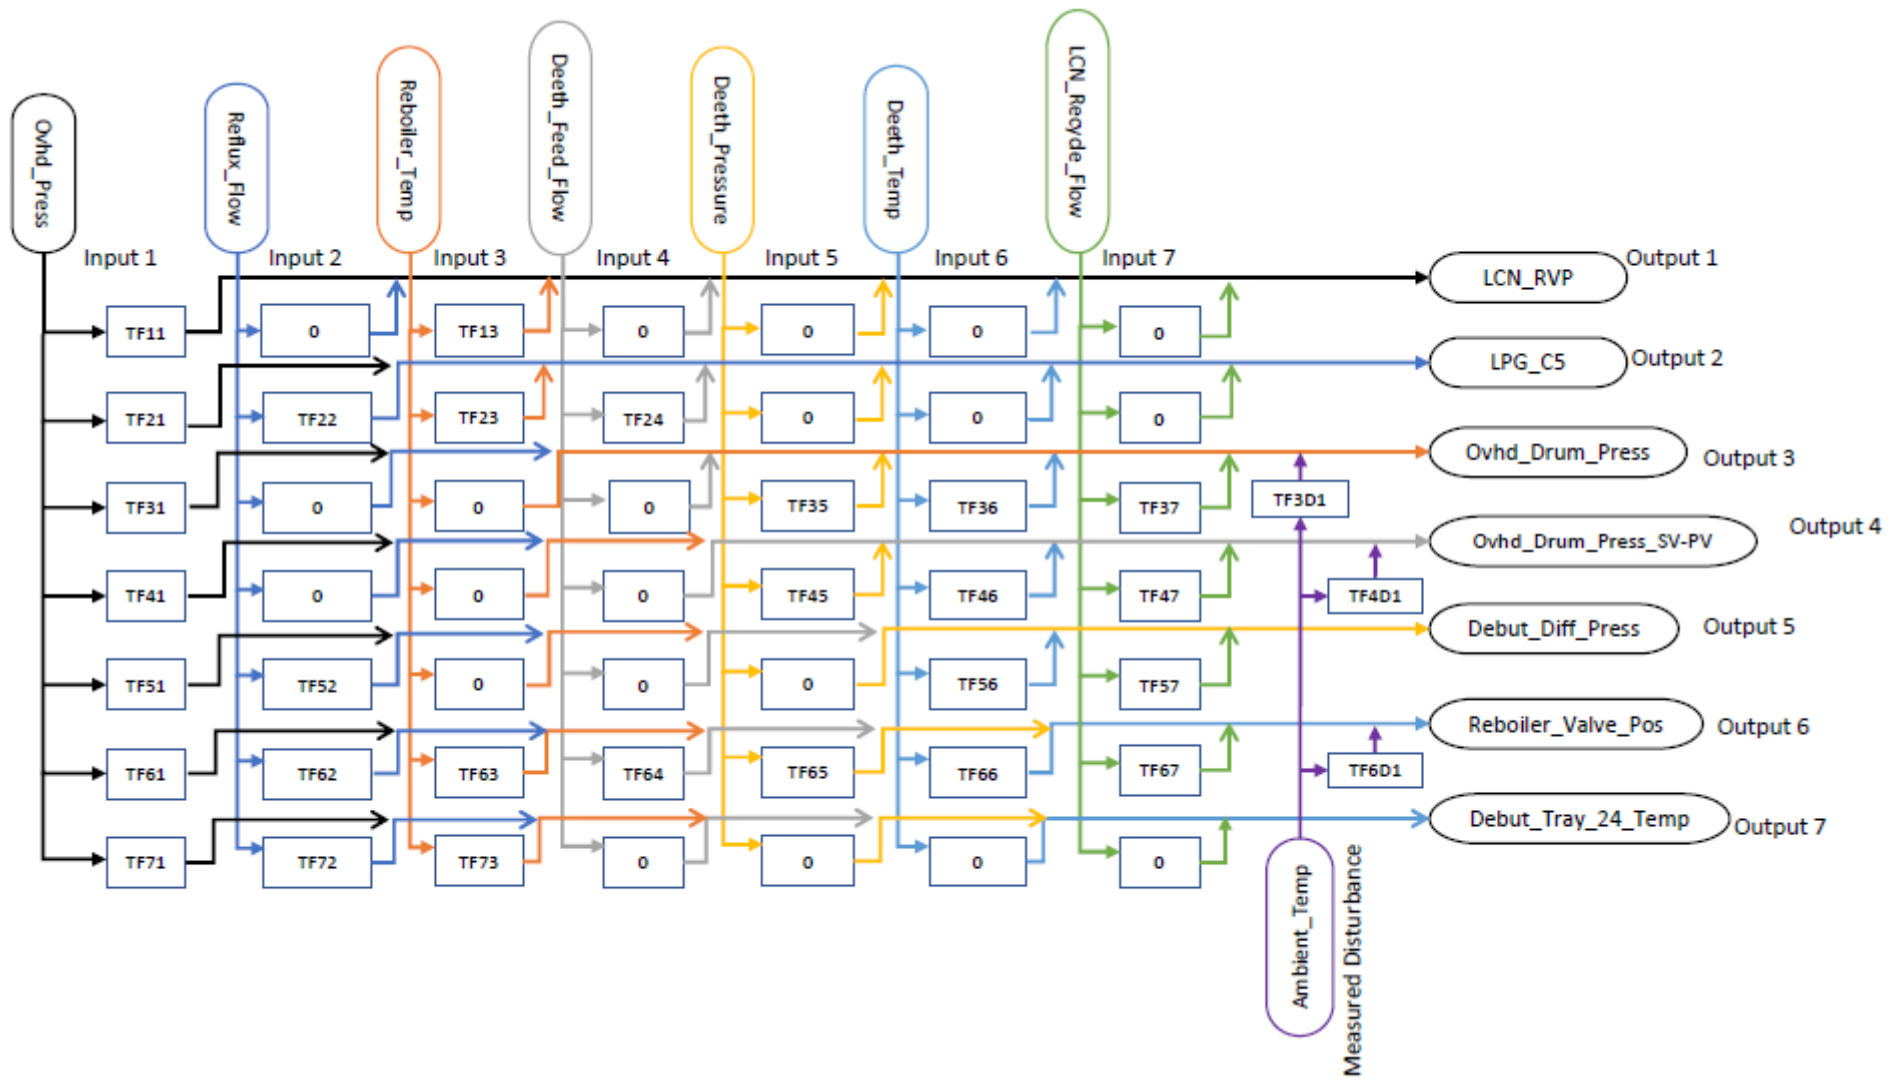 Ovhd_Press
Reflux_Flow
Reboiler_Temp
Deeth_Feed_Flow
Deeth_Pressure
Deeth_Temp
LCN_Recyde_Flow
Input 1
Input 2
Input 3
Input 4
Input 5
Input 6
Input 7
LCN_RVP
Output 1
TF11
0
TF13
0
0
0
0
LPG_C5
Output 2
TF21
TF22
TF23
TF24
0
0
0
Ovhd_Drum_Press
Output 3
TF31
0
0
0
TF35
TF36
TF37
TF3D1
Ovhd_Drum_Press_SV-PV
Output 4
TF41
0
0
0
TF45
TF46
TF47
TF4D1
Debut_Diff_Press
Output 5
TF51
TF52
0
0
0
TF56
TF57
Reboiler_Valve_Pos
Output 6
TF61
TF62
TF63
TF64
TF65
TF66
TF67
TF6D1
Debut_Tray_24_Temp
Output 7
TF71
TF72
TF73
0
0
0
0
Ambient_Temp
Measured Disturbance